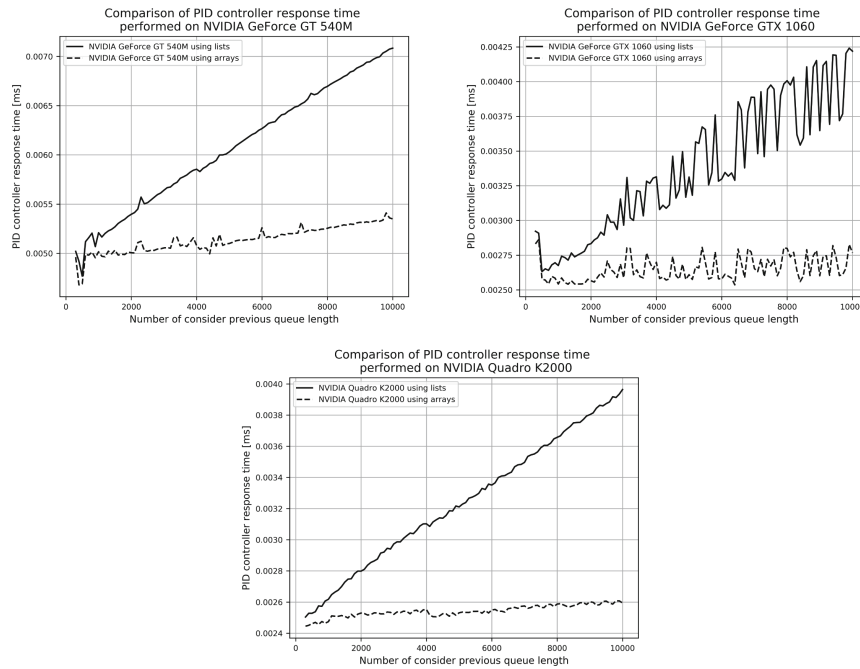 Comparison of PID controller response time
performed on NVIDIA GeForce GT 540M
NVIDIA GeForce GT 540M using lists
NVIDIA GeForce GT 540M using arrays
PID controller response time [ms]
0.0070
0.0065
0.0060
0.0055
0.0050
0
2000
4000
6000
8000
10000
Number of consider previous queue length
Comparison of PID controller response time
performed on NVIDIA GeForce GTX 1060
NVIDIA GeForce GTX 1060 using lists
NVIDIA GeForce GTX 1060 using arrays
PID controller response time [ms]
0.00425
0.00400
0.00375
0.00350
0.00325
0.00300
0.00275
0.00250
0
2000
4000
6000
8000
10000
Number of consider previous queue length
Comparison of PID controller response time
performed on NVIDIA Quadro K2000
NVIDIA Quadro K2000 using lists
NVIDIA Quadro K2000 using arrays
PID controller response time [ms]
0.0040
0.0038
0.0036
0.0034
0.0032
0.0030
0.0028
0.0026
0.0024
0
2000
4000
6000
8000
10000
Number of consider previous queue length